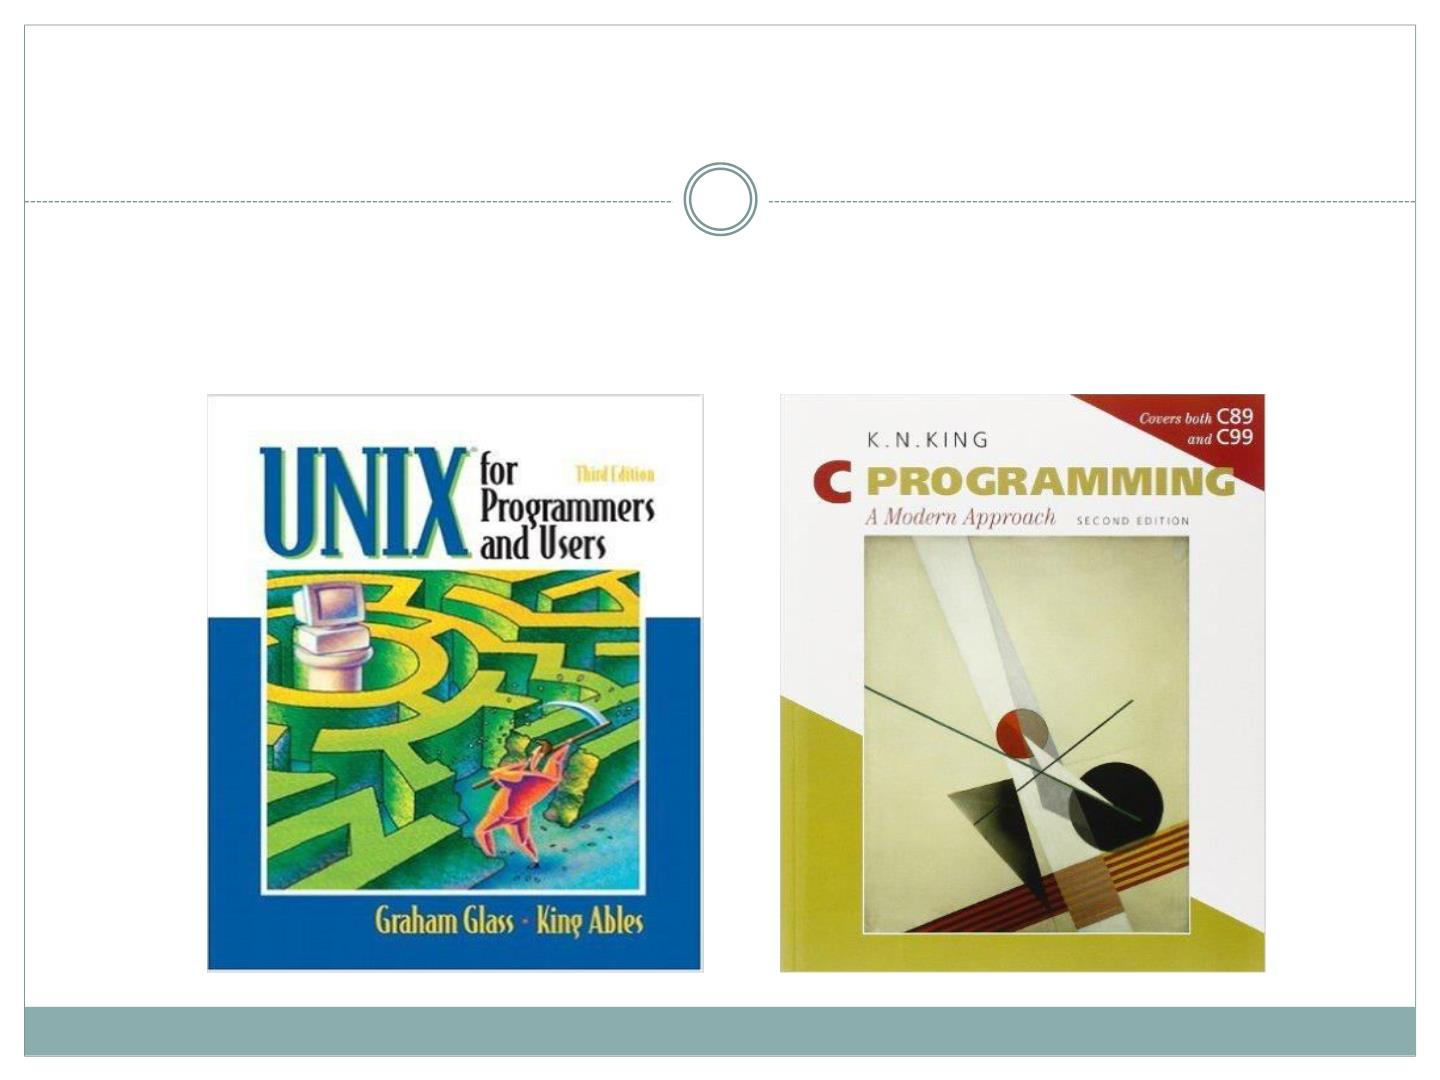 UNIX for
Third Edition
Programmers
and Users
Graham Glass · King Ables
Covers both C89
and C99
K.N.KING
C PROGRAMMING
A Modern Approach SECOND EDITION